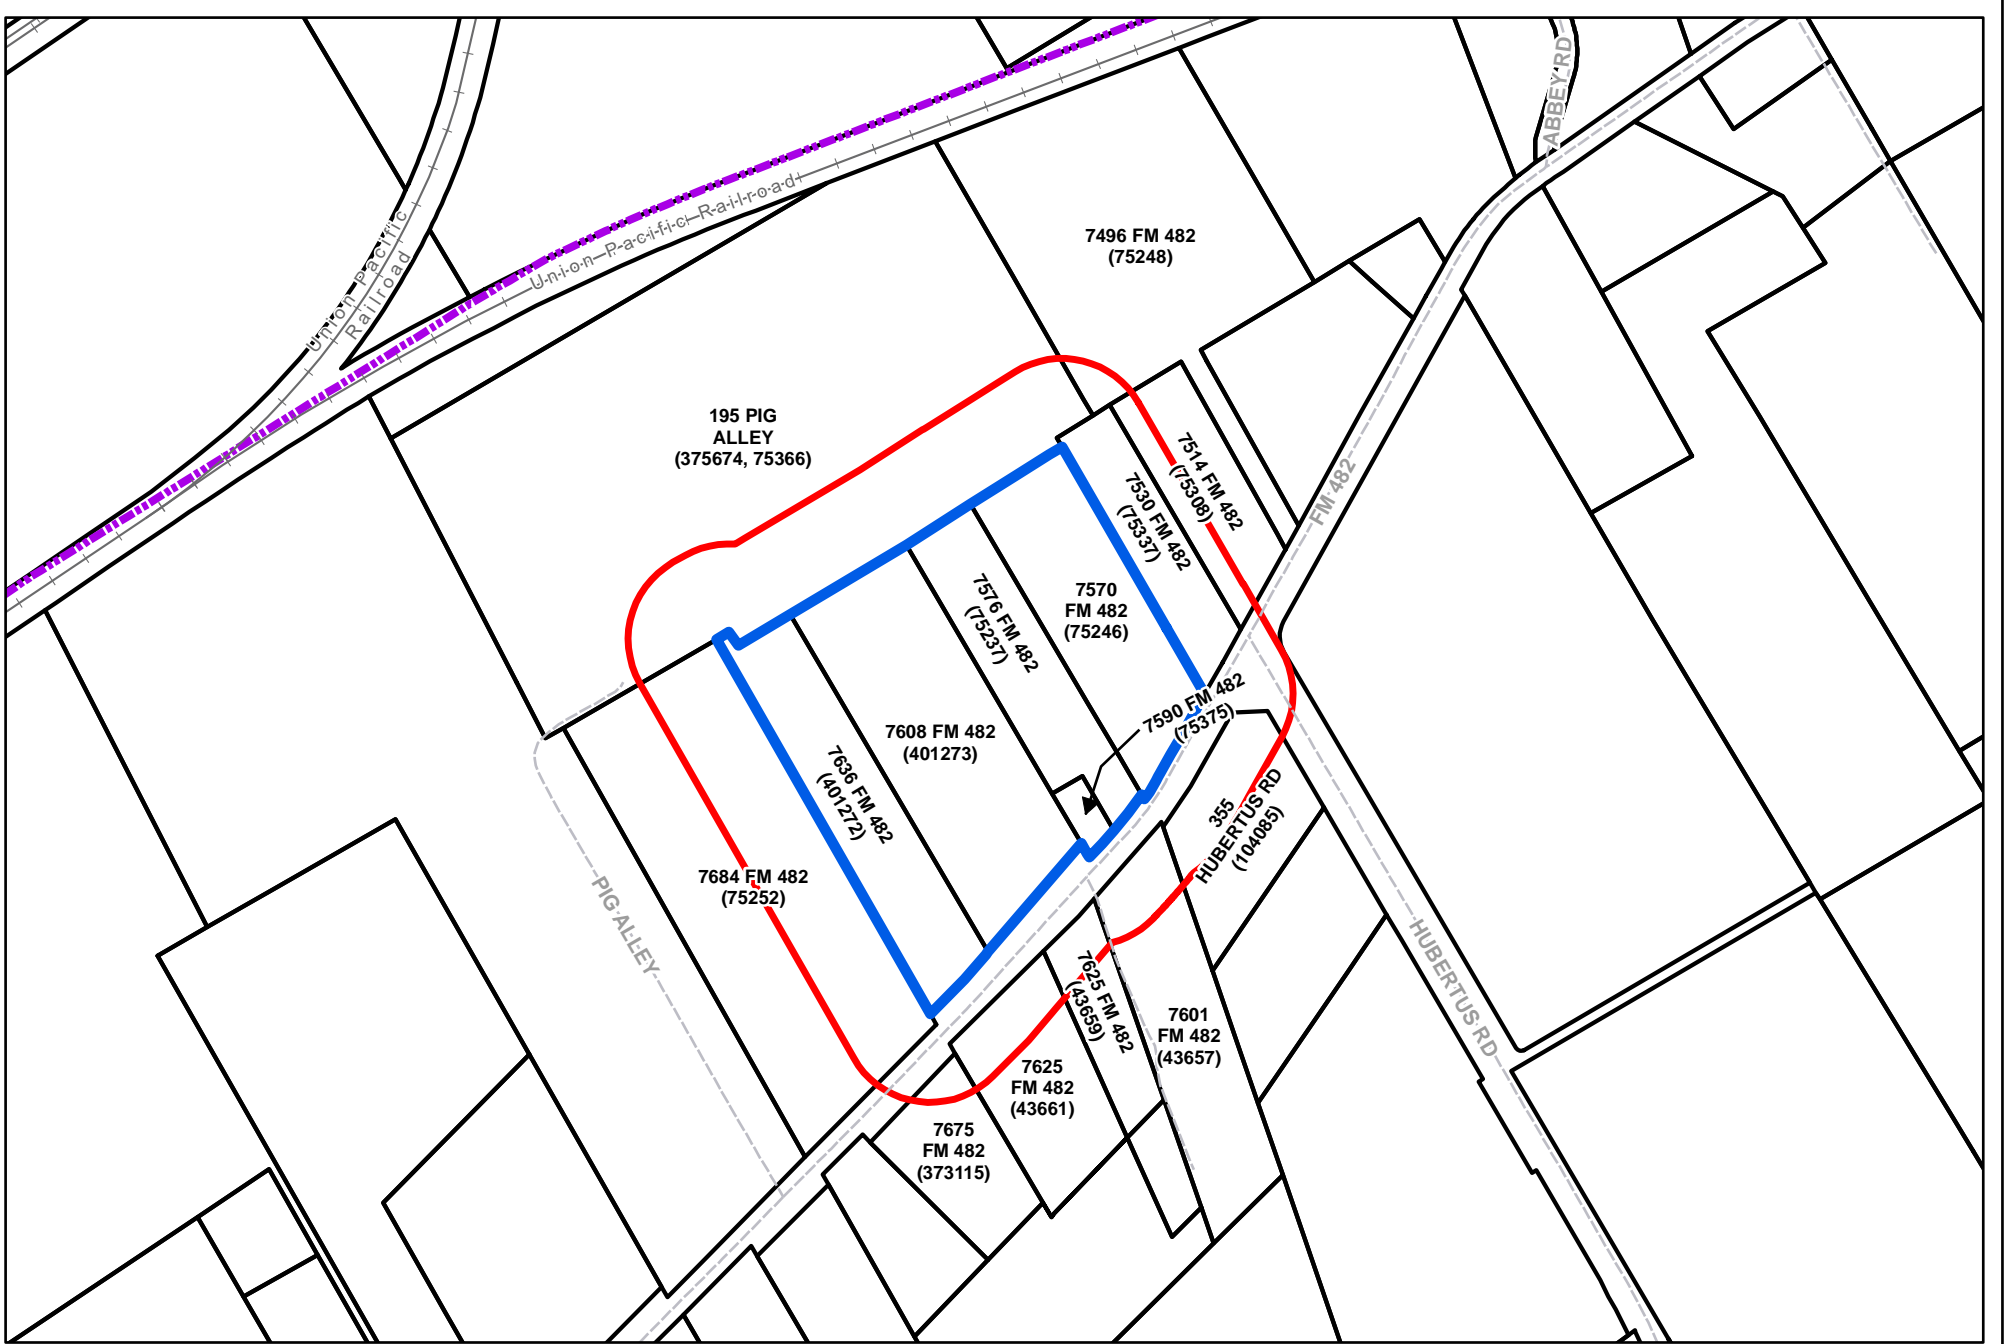 ABBEY RD
Union Pacific
Railroad
Union Pacific Railroad
7496 FM 482
(75248)
195 PIG
ALLEY
(375674, 75366)
7514 FM 482
(75308)
7530 FM 482
(75337)
FM 482
7576 FM 482
(75237)
7570
FM 482
(75246)
7590 FM 482
(75375)
7608 FM 482
(401273)
7636 FM 482
(401272)
355
HUBERTUS RD
(104085)
7684 FM 482
(75252)
PIG ALLEY
HUBERTUS RD
7625 FM 482
(43659)
7601
FM 482
(43657)
7625
FM 482
(43661)
7675
FM 482
(373115)